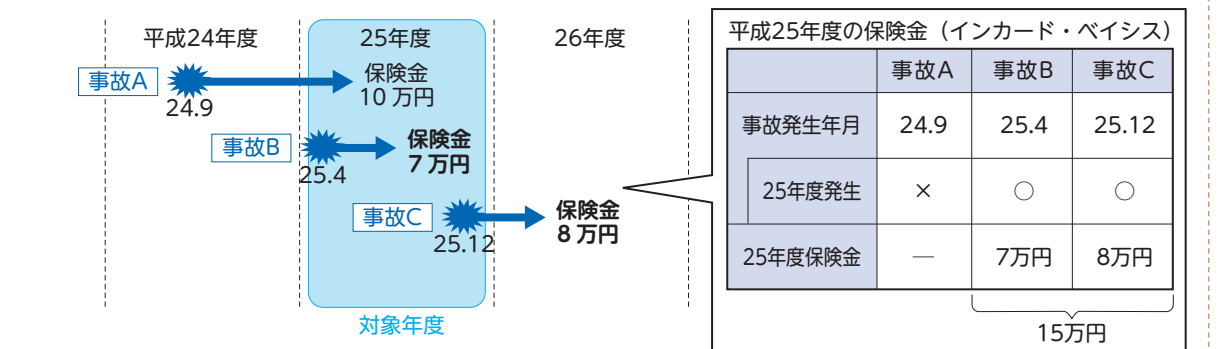 平成24年度
25年度
26年度
事故A
24.9
保険金
10 万円
事故B
25.4
保険金
7 万円
事故C
25.12
保険金
8 万円
対象年度
平成25年度の保険金（インカード・ベイシス）
事故A 事故B 事故C
事故発生年月 24.9 25.4 25.12
25年度発生 × ○ ○
25年度保険金 ― 7万円 8万円
15万円